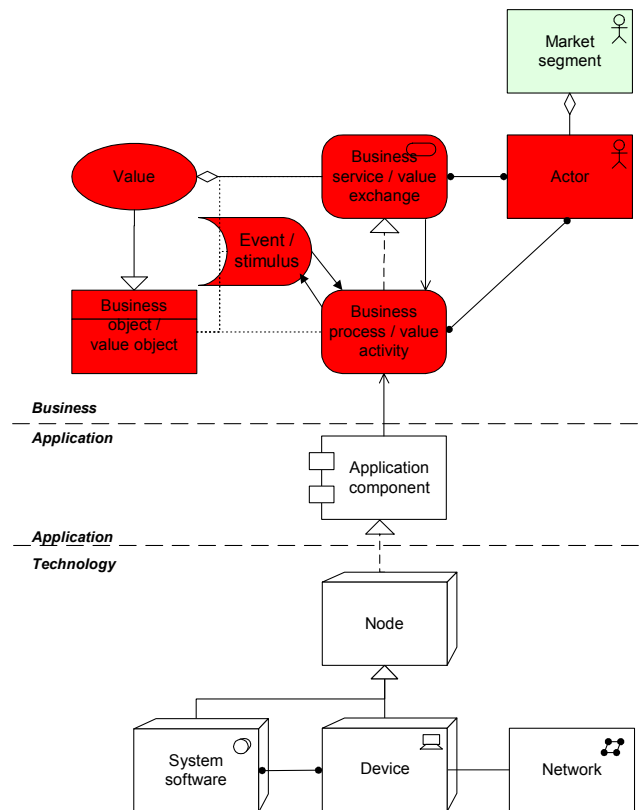 Market
segment
Value
Business
service / value
exchange
Actor
Event /
stimulus
Business
object /
value object
Business
process / value
activity
Business
Application
Application
component
Application
Technology
Node
System
software
Device
Network